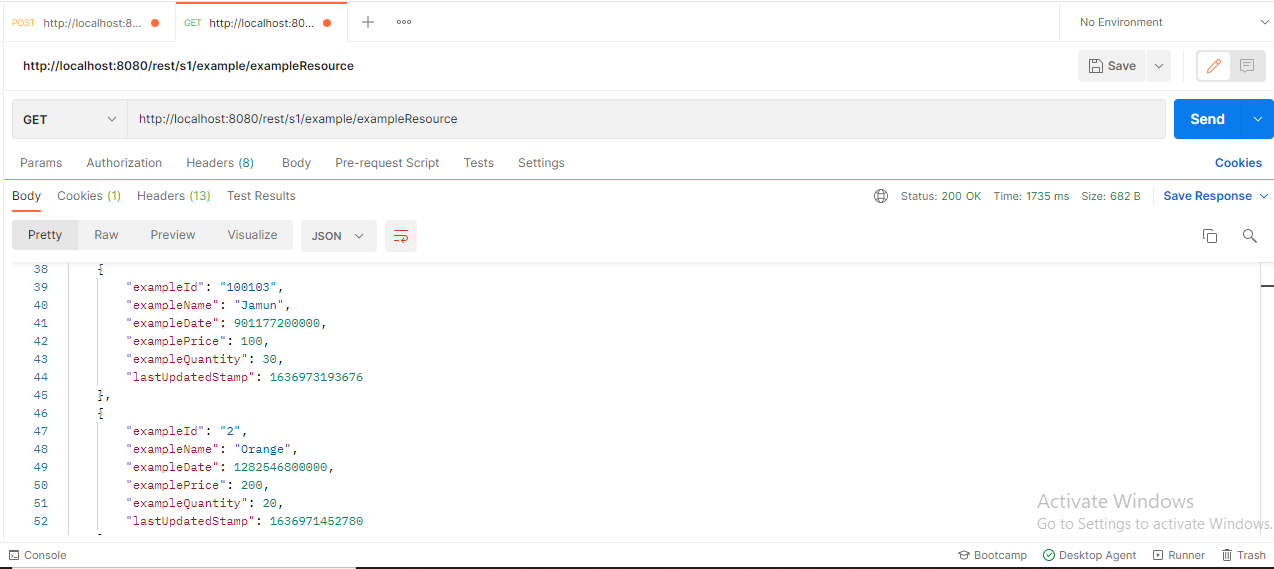 POST http://localhost:8... GET http://localhost:80... No Environment
http://localhost:8080/rest/s1/example/exampleResource Save
GET http://localhost:8080/rest/s1/example/exampleResource Send
Params Authorization Headers (8) Body Pre-request Script Tests Settings Cookies
Body Cookies (1) Headers (13) Test Results Status: 200 OK Time: 1735 ms Size: 682 B Save Response
Pretty Raw Preview Visualize JSON
38 {
39 "exampleId": "100103",
40 "exampleName": "Jamun",
41 "exampleDate": 901177200000,
42 "examplePrice": 100,
43 "exampleQuantity": 30,
44 "lastUpdatedStamp": 1636973193676
45 },
46 {
47 "exampleId": "2",
48 "exampleName": "Orange",
49 "exampleDate": 1282546800000,
50 "examplePrice": 200,
51 "exampleQuantity": 20,
52 "lastUpdatedStamp": 1636971452780
Activate Windows
Go to Settings to activate Windows.
Console Bootcamp Desktop Agent Runner Trash